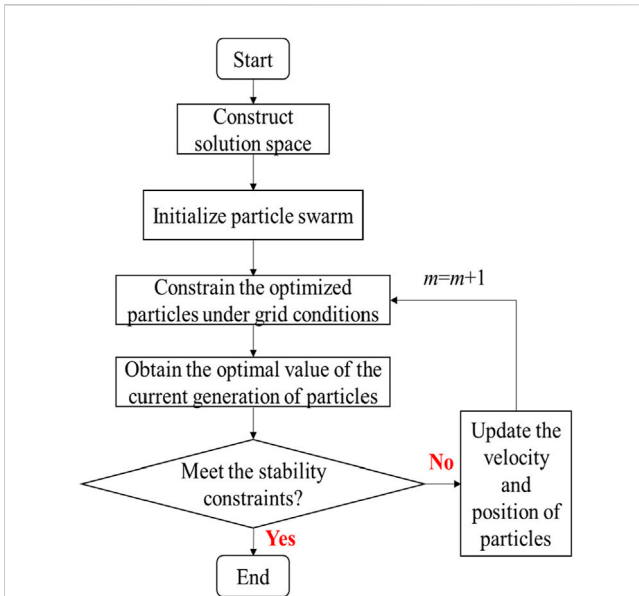 Start
Construct
solution space
Initialize particle swarm
Constrain the optimized
particles under grid conditions
m=m+1
Obtain the optimal value of the
current generation of particles
Meet the stability
constraints?
No
Update the
velocity
and
position of
particles
Yes
End